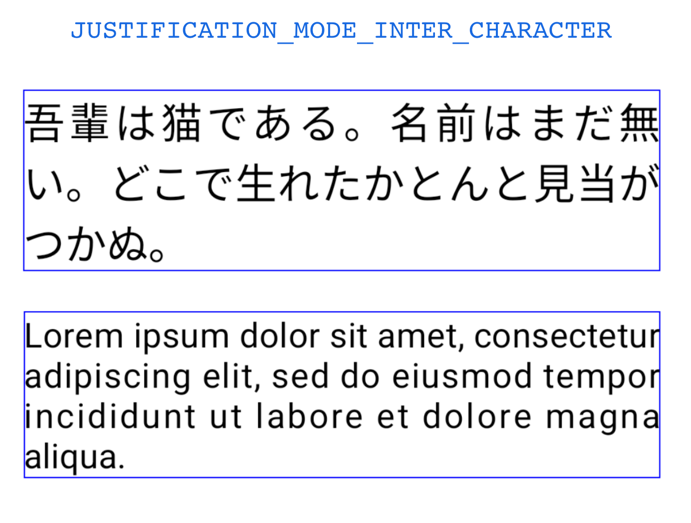 JUSTIFICATION_MODE_INTER_CHARACTER
吾輩は猫である。名前はまだ無
い。どこで生れたかとんと見当が
つかぬ。
Lorem ipsum dolor sit amet, consectetur
adipiscing elit, sed do eiusmod tempor
incididunt ut labore et dolore magna
aliqua.